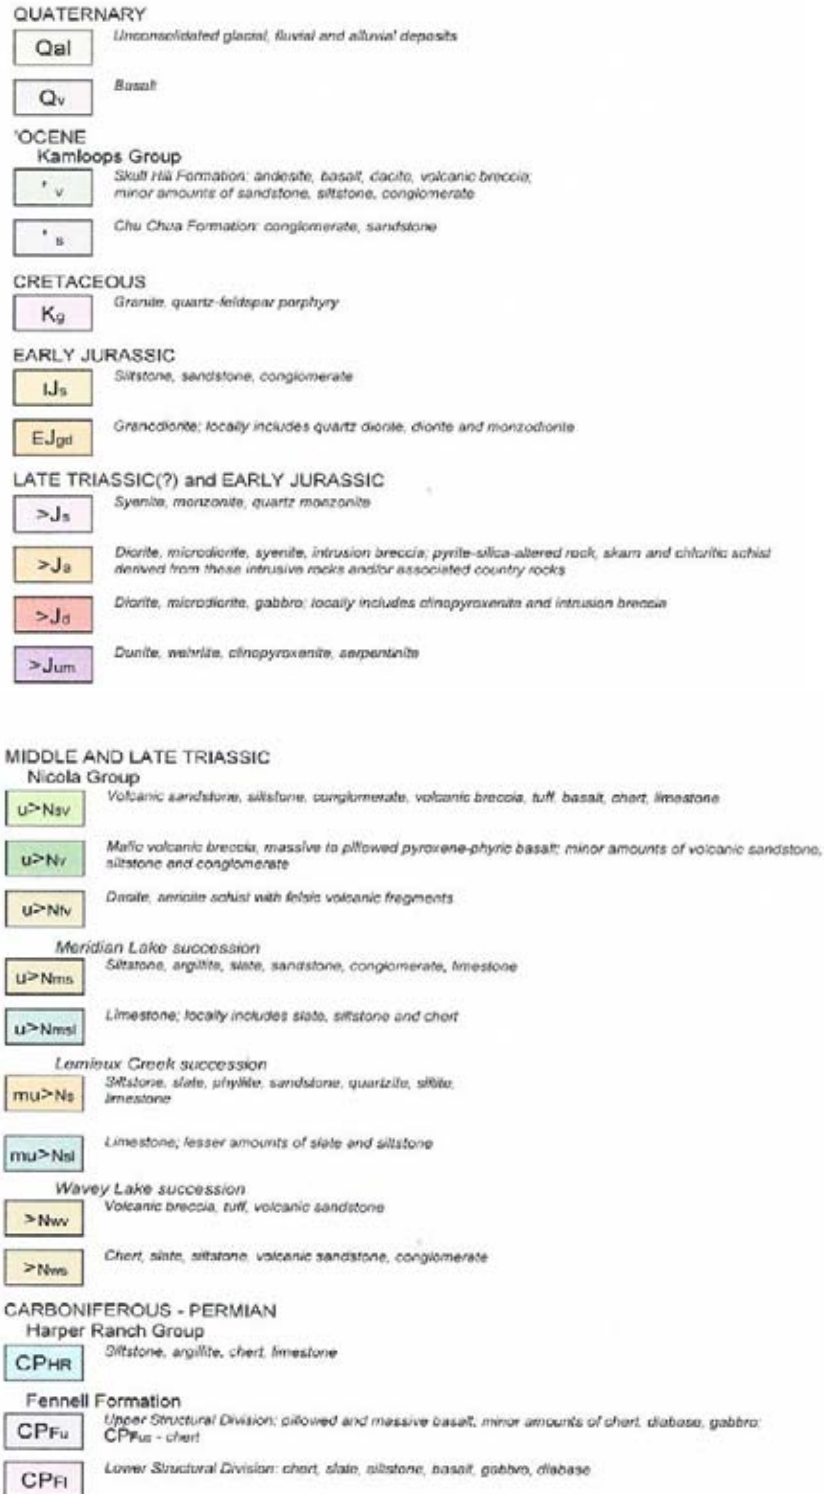 QUATERNARY
Qal
Unconsolidated glacial, fluvial and alluvial deposits
Qv
Basalt
'OCENE
Kamloops Group
' v
Skull Hill Formation: andesite, basalt, dacite, volcanic breccia;
minor amounts of sandstone, siltstone, conglomerate
' s
Chu Chua Formation: conglomerate, sandstone
CRETACEOUS
Kg
Granite, quartz-feldspar porphyry
EARLY JURASSIC
lJs
Siltstone, sandstone, conglomerate
EJgd
Granodiorite; locally includes quartz diorite, diorite and monzodiorite
LATE TRIASSIC(?) and EARLY JURASSIC
>Js
Syenite, monzonite, quartz monzonite
>Ja
Diorite, microdiorite, syenite, intrusion breccia; pyrite-silica-altered rock, skarn and chloritic schist
derived from these intrusive rocks and/or associated country rocks
>Jd
Diorite, microdiorite, gabbro; locally includes clinopyroxenite and intrusion breccia
>Jum
Dunite, wehrlite, clinopyroxenite, serpentinite
MIDDLE AND LATE TRIASSIC
Nicola Group
u>Nsv
Volcanic sandstone, siltstone, conglomerate, volcanic breccia, tuff, basalt, chert, limestone
u>Nv
Mafic volcanic breccia, massive to pillowed pyroxene-phyric basalt; minor amounts of volcanic sandstone,
siltstone and conglomerate
u>Nfv
Dacite, sericite schist with felsic volcanic fragments
Meridian Lake succession
u>Nms
Siltstone, argillite, slate, sandstone, conglomerate, limestone
u>Nmsl
Limestone; locally includes slate, siltstone and chert
Lemieux Creek succession
mu>Ns
Siltstone, slate, phyllite, sandstone, quartzite, siltite,
limestone
mu>Nsl
Limestone; lesser amounts of slate and siltstone
Wavey Lake succession
>Nwv
Volcanic breccia, tuff, volcanic sandstone
>Nws
Chert, slate, siltstone, volcanic sandstone, conglomerate
CARBONIFEROUS - PERMIAN
Harper Ranch Group
CPHR
Siltstone, argillite, chert, limestone
Fennell Formation
CPFu
Upper Structural Division: pillowed and massive basalt, minor amounts of chert, diabase, gabbro;
CPFus - chert
CPFl
Lower Structural Division: chert, slate, siltstone, basalt, gabbro, diabase